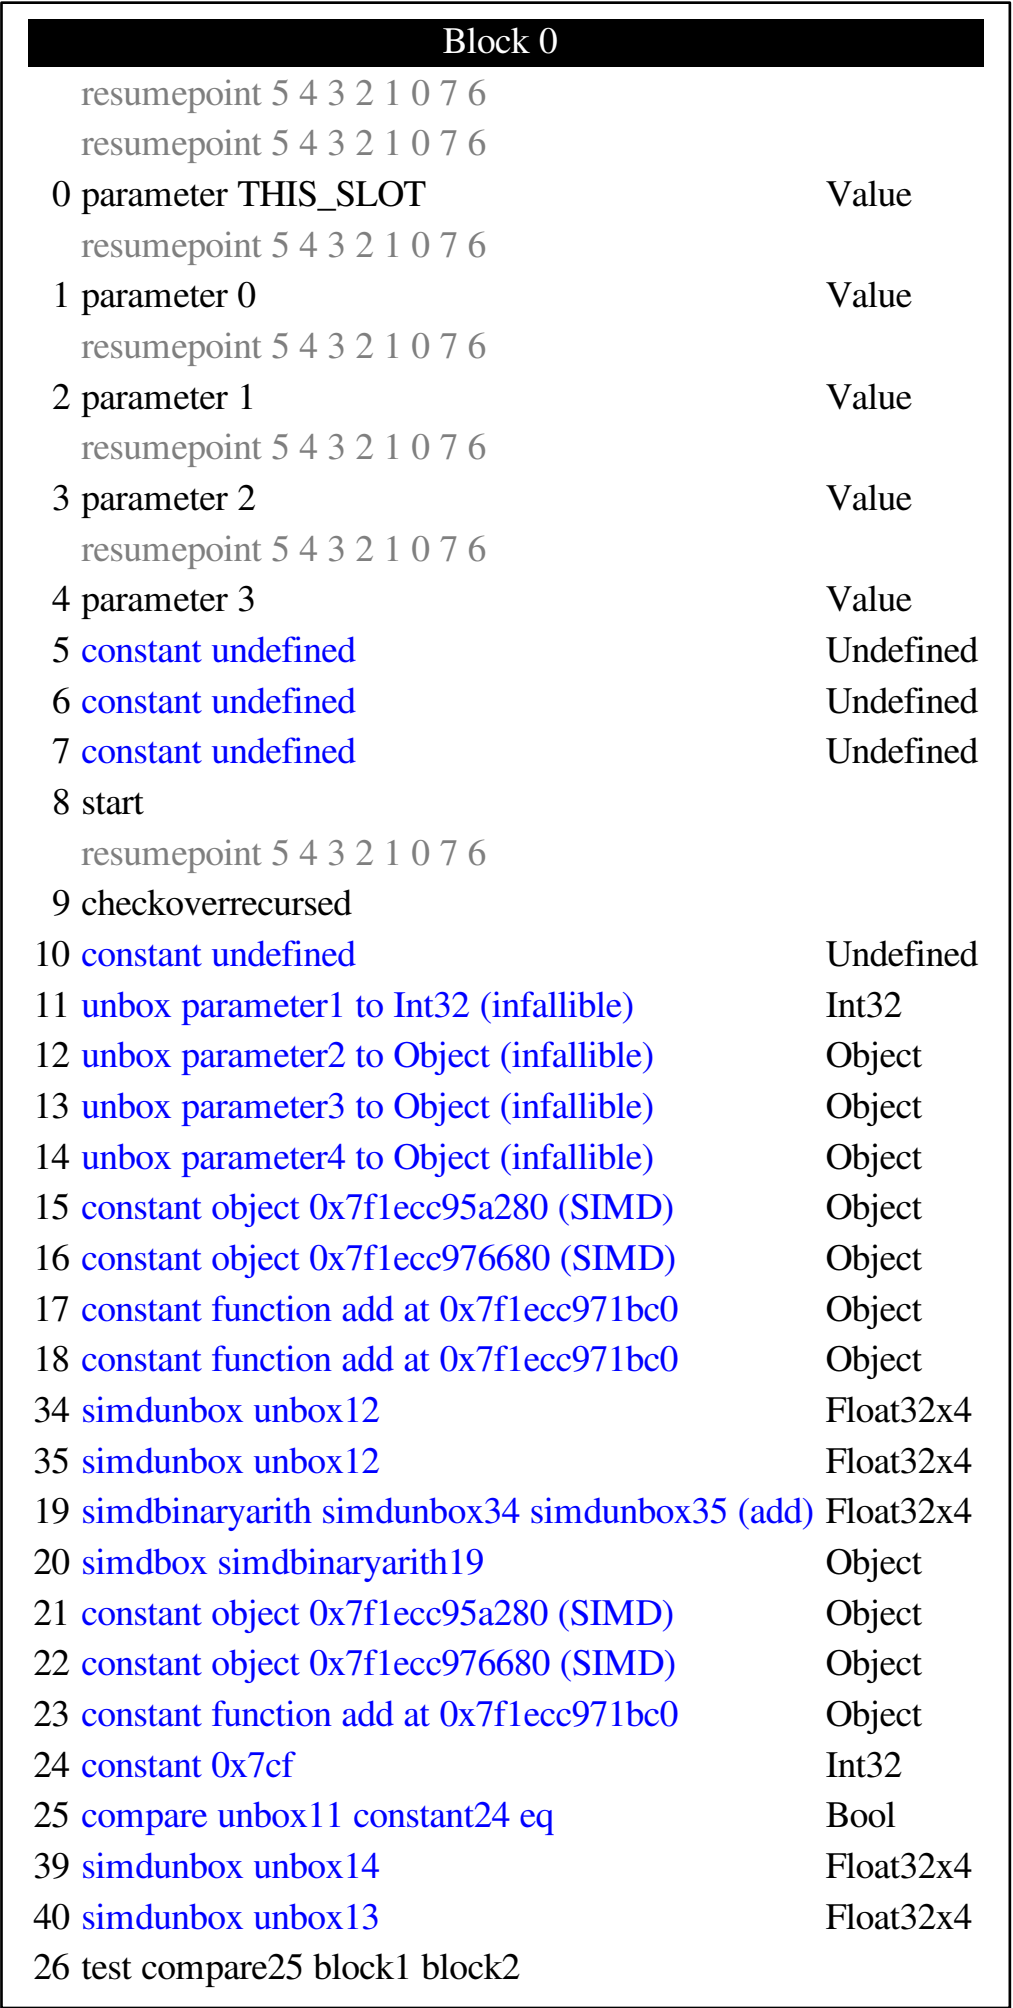 Block 0
resumepoint 5 4 3 2 1 0 7 6
resumepoint 5 4 3 2 1 0 7 6
0 parameter THIS_SLOT Value
resumepoint 5 4 3 2 1 0 7 6
1 parameter 0 Value
resumepoint 5 4 3 2 1 0 7 6
2 parameter 1 Value
resumepoint 5 4 3 2 1 0 7 6
3 parameter 2 Value
resumepoint 5 4 3 2 1 0 7 6
4 parameter 3 Value
5 constant undefined Undefined
6 constant undefined Undefined
7 constant undefined Undefined
8 start
resumepoint 5 4 3 2 1 0 7 6
9 checkoverrecursed
10 constant undefined Undefined
11 unbox parameter1 to Int32 (infallible) Int32
12 unbox parameter2 to Object (infallible) Object
13 unbox parameter3 to Object (infallible) Object
14 unbox parameter4 to Object (infallible) Object
15 constant object 0x7f1ecc95a280 (SIMD) Object
16 constant object 0x7f1ecc976680 (SIMD) Object
17 constant function add at 0x7f1ecc971bc0 Object
18 constant function add at 0x7f1ecc971bc0 Object
34 simdunbox unbox12 Float32x4
35 simdunbox unbox12 Float32x4
19 simdbinaryarith simdunbox34 simdunbox35 (add) Float32x4
20 simdbox simdbinaryarith19 Object
21 constant object 0x7f1ecc95a280 (SIMD) Object
22 constant object 0x7f1ecc976680 (SIMD) Object
23 constant function add at 0x7f1ecc971bc0 Object
24 constant 0x7cf Int32
25 compare unbox11 constant24 eq Bool
39 simdunbox unbox14 Float32x4
40 simdunbox unbox13 Float32x4
26 test compare25 block1 block2